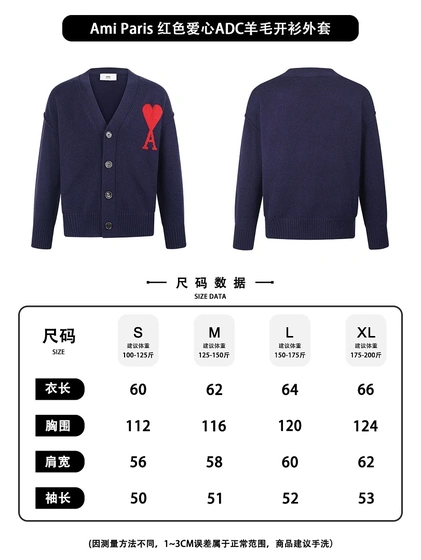 Ami Paris 红色爱心ADC羊毛开衫外套
A
尺码数据
SIZE DATA
尺码 S M L XL
SIZE 建议体重 建议体重 建议体重 建议体重
100-125斤 125-150斤 150-175斤 175-200斤
衣长 60 62 64 66
胸围 112 116 120 124
肩宽 56 58 60 62
袖长 50 51 52 53
(因测量方法不同，1~3CM误差属于正常范围，商品建议手洗)